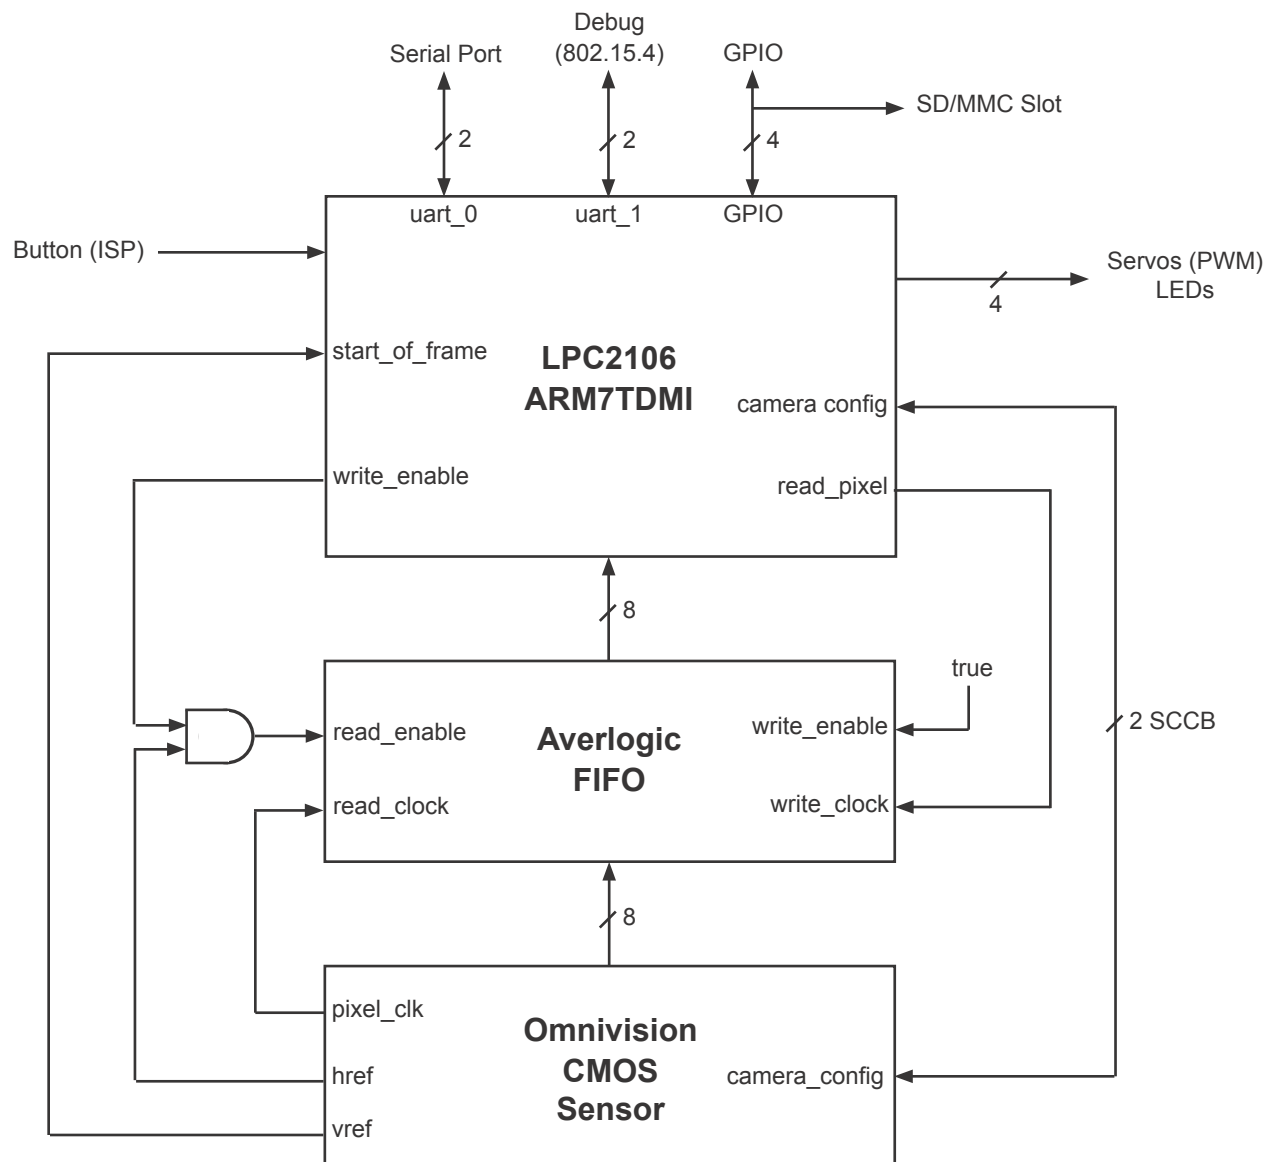 Debug
(802.15.4)
Serial Port
GPIO
SD/MMC Slot
2
2
4
uart_0
uart_1
GPIO
Button (ISP)
Servos (PWM)
LEDs
4
start_of_frame
LPC2106
ARM7TDMI
camera config
write_enable
read_pixel
8
true
2 SCCB
read_enable
Averlogic
FIFO
write_enable
read_clock
write_clock
8
pixel_clk
Omnivision
CMOS
Sensor
href
camera_config
vref